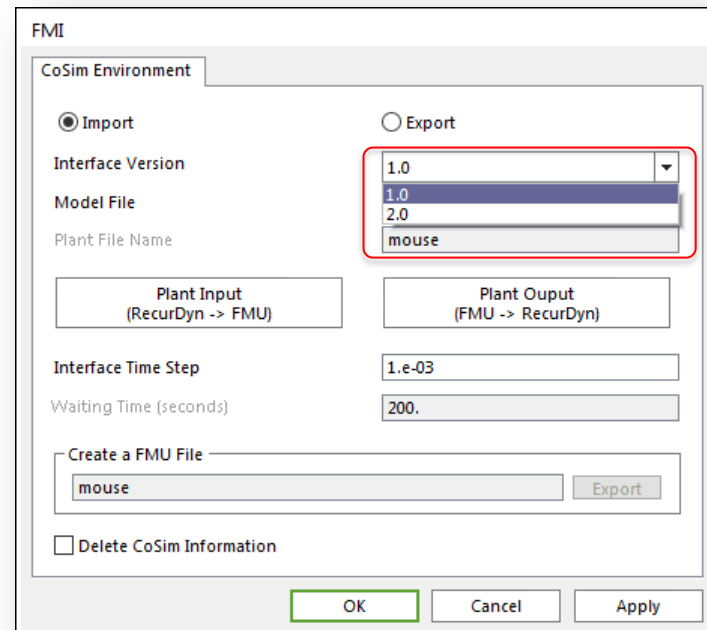 FMI
CoSim Environment
Import
Export
Interface Version
1.0
1.0
2.0
Model File
Plant File Name
mouse
Plant Input
(RecurDyn -> FMU)
Plant Ouput
(FMU -> RecurDyn)
Interface Time Step
1.e-03
Waiting Time (seconds)
200.
Create a FMU File
mouse
Export
Delete CoSim Information
OK
Cancel
Apply